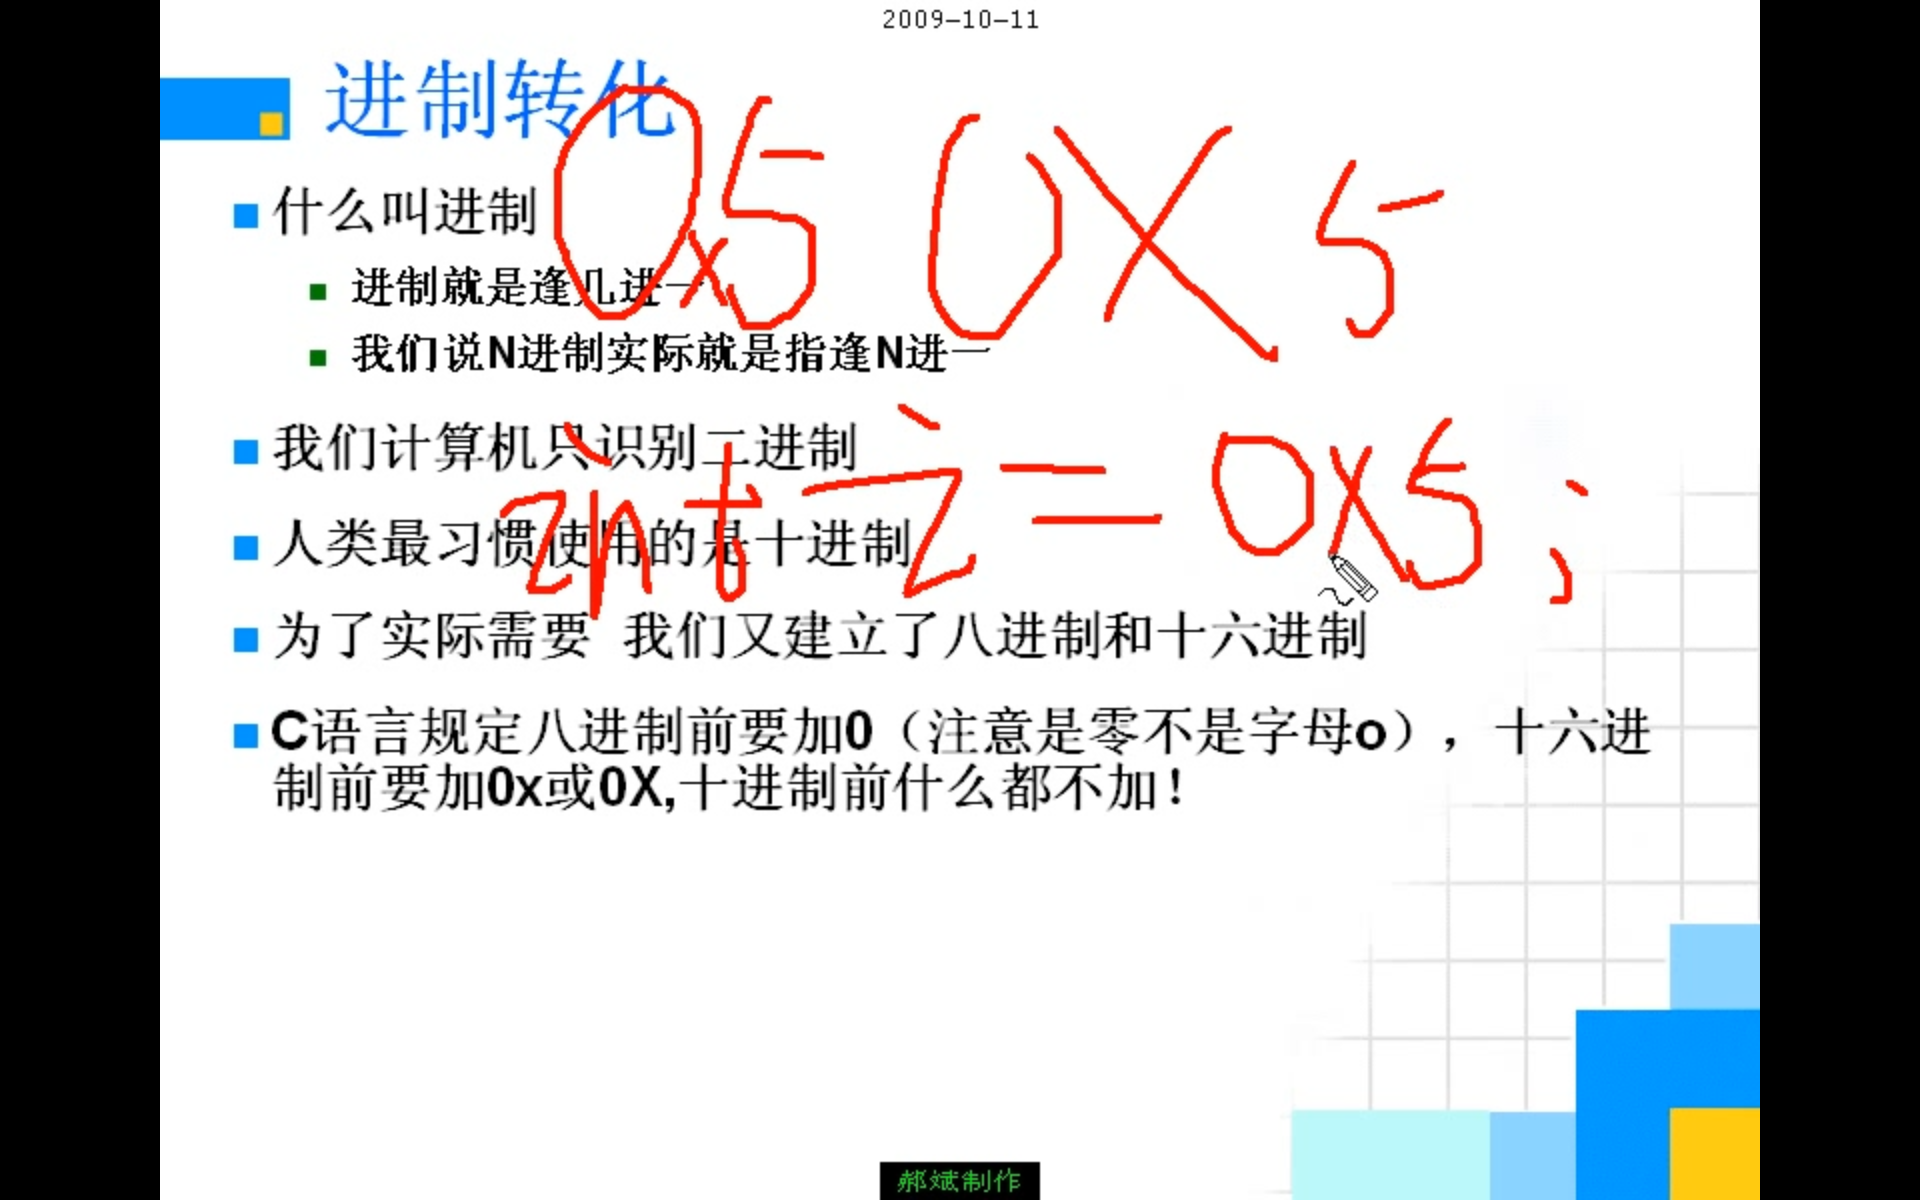 2009-10-11
进制转化
0x5 0X5
什么叫进制
进制就是逢几进一
我们说N进制实际就是指逢N进一
我们计算机只识别二进制
int i = 0X5;
人类最习惯使用的是十进制
为了实际需要 我们又建立了八进制和十六进制
C语言规定八进制前要加0（注意是零不是字母o），十六进
制前要加0x或0X,十进制前什么都不加！
郝斌制作